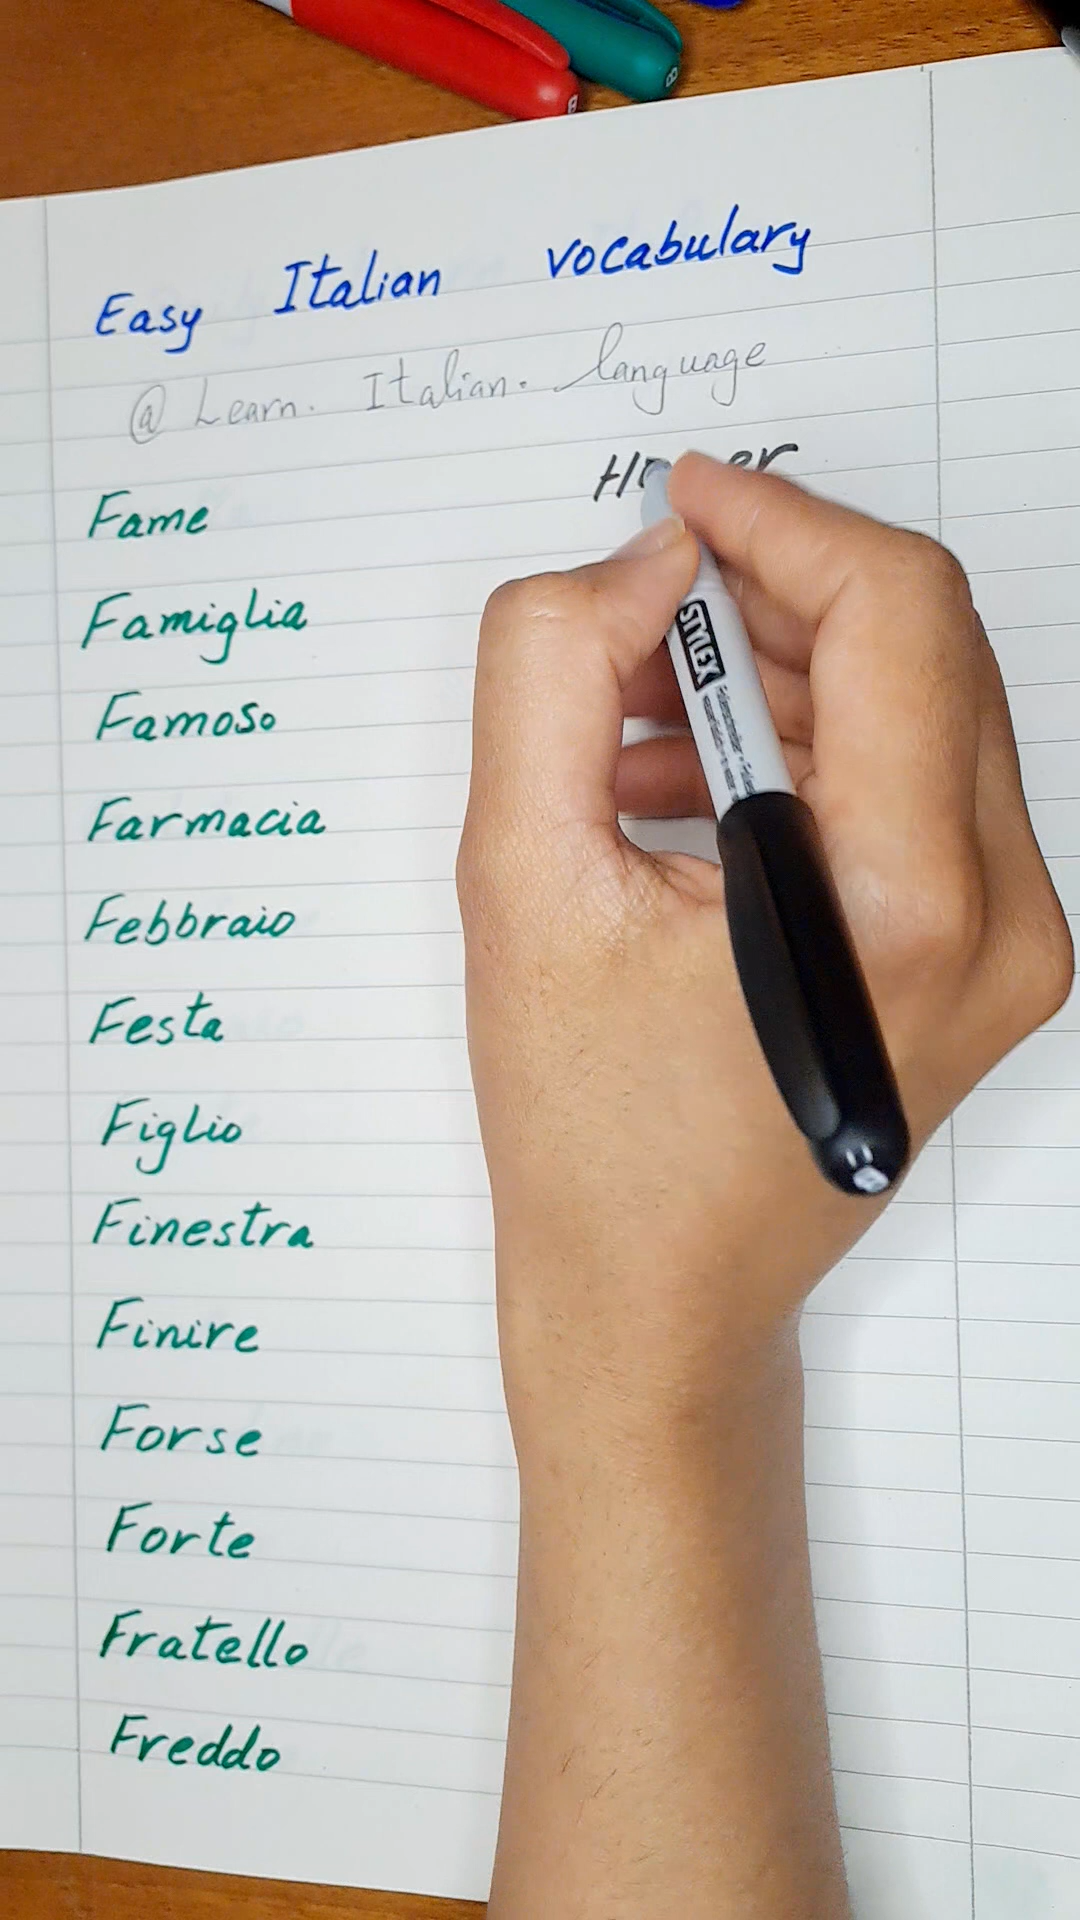 Easy Italian vocabulary
@ Learn. Italian. language
Fame
Famiglia
Famoso
Farmacia
Febbraio
Festa
Figlio
Finestra
Finire
Forse
Forte
Fratello
Freddo
STYLEX